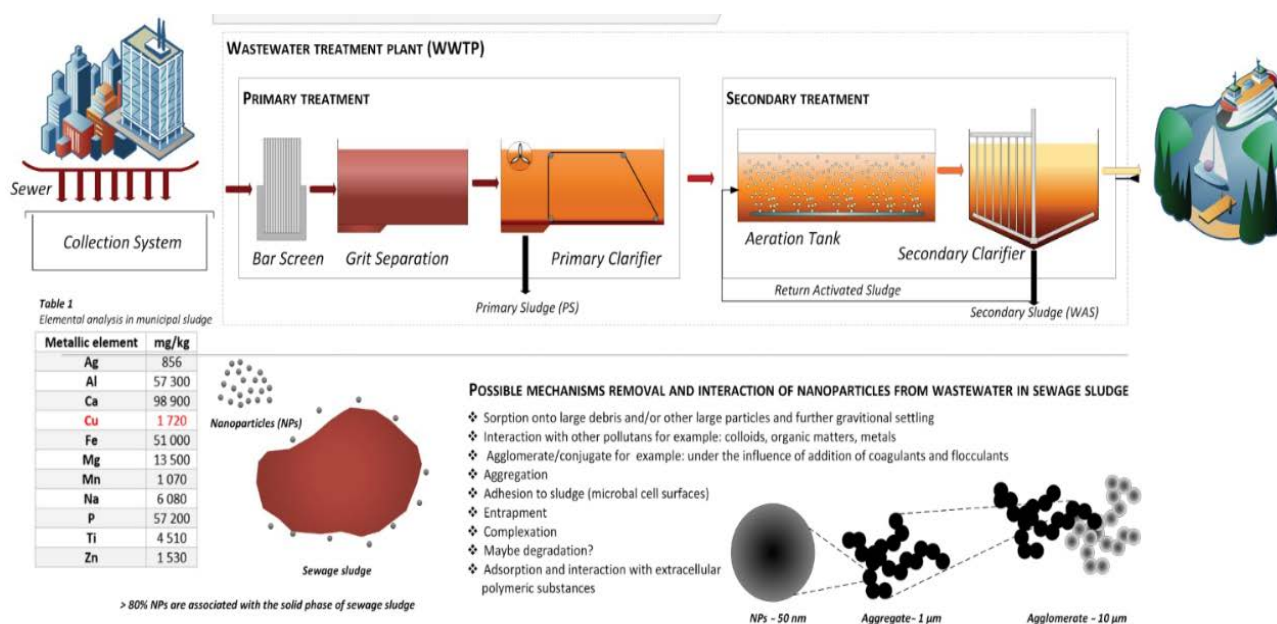 WASTEWATER TREATMENT PLANT (WWTP)
PRIMARY TREATMENT
SECONDARY TREATMENT
Sewer
Collection System
Bar Screen
Grit Separation
Primary Clarifier
Aeration Tank
Secondary Clarifier
Return Activated Sludge
Primary Sludge (PS)
Secondary Sludge (WAS)
Table 1
Elemental analysis in municipal sludge
Metallic element mg/kg
Ag 856
Al 57 300
Ca 98 900
Cu 1 720
Fe 51 000
Mg 13 500
Mn 1 070
Na 6 080
P 57 200
Ti 4 510
Zn 1 530
Nanoparticles (NPs)
Sewage sludge
> 80% NPs are associated with the solid phase of sewage sludge
POSSIBLE MECHANISMS REMOVAL AND INTERACTION OF NANOPARTICLES FROM WASTEWATER IN SEWAGE SLUDGE
❖ Sorption onto large debris and/or other large particles and further gravitional settling
❖ Interaction with other pollutans for example: colloids, organic matters, metals
❖ Agglomerate/conjugate for example: under the influence of addition of coagulants and flocculants
❖ Aggregation
❖ Adhesion to sludge (microbal cell surfaces)
❖ Entrapment
❖ Complexation
❖ Maybe degradation?
❖ Adsorption and interaction with extracellular
polymeric substances
NPs – 50 nm
Aggregate– 1 µm
Agglomerate – 10 µm